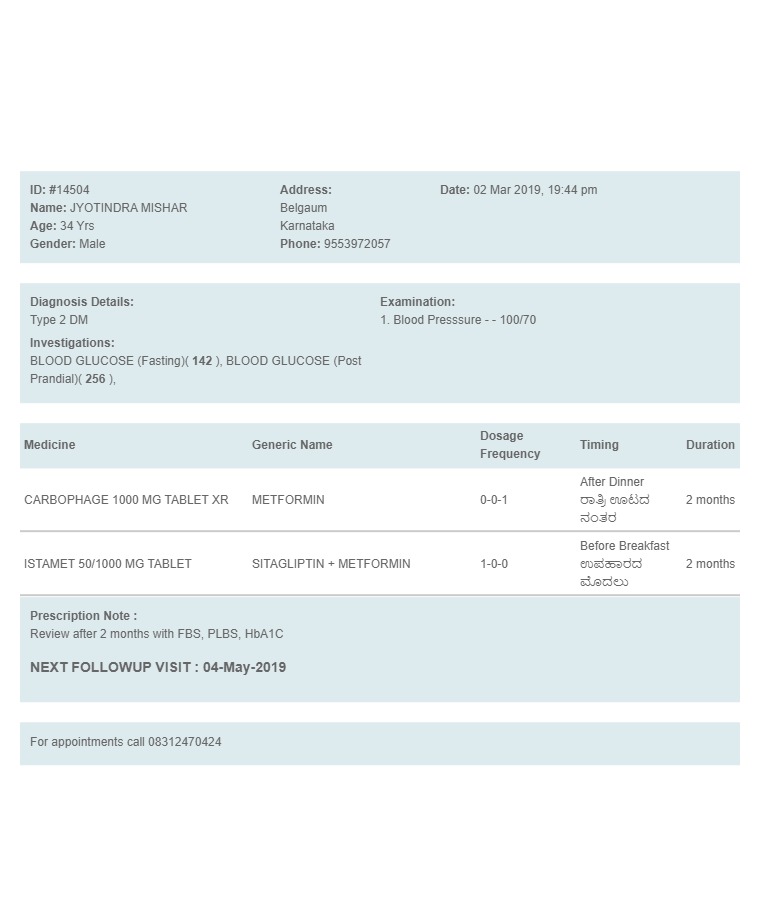 ID: #14504
Name: JYOTINDRA MISHAR
Age: 34 Yrs
Gender: Male
Address:
Belgaum
Karnataka
Phone: 9553972057
Date: 02 Mar 2019, 19:44 pm
Diagnosis Details:
Type 2 DM
Investigations:
BLOOD GLUCOSE (Fasting)( 142 ), BLOOD GLUCOSE (Post
Prandial)( 256 ),
Examination:
1. Blood Presssure - - 100/70
Medicine Generic Name Dosage Frequency Timing Duration
CARBOPHAGE 1000 MG TABLET XR METFORMIN 0-0-1 After Dinner
ರಾತ್ರಿ ಊಟದ
ನಂತರ
2 months
ISTAMET 50/1000 MG TABLET SITAGLIPTIN + METFORMIN 1-0-0 Before Breakfast
ಉಪಹಾರದ
ಮೊದಲು
2 months
Prescription Note :
Review after 2 months with FBS, PLBS, HbA1C
NEXT FOLLOWUP VISIT : 04-May-2019
For appointments call 08312470424